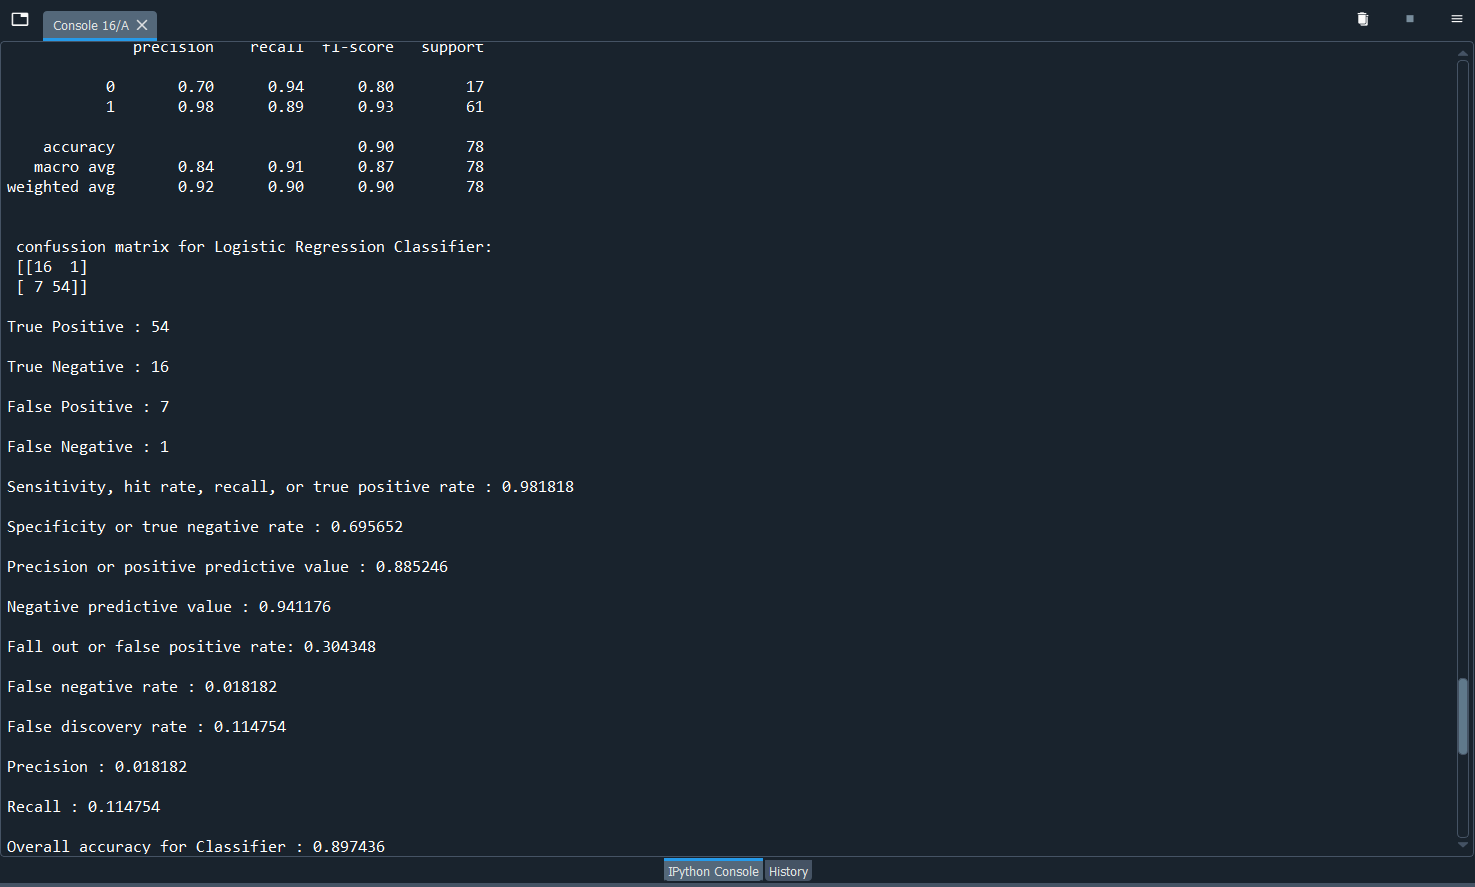 Console 16/A
precision recall f1-score support
0 0.70 0.94 0.80 17
1 0.98 0.89 0.93 61
accuracy 0.90 78
macro avg 0.84 0.91 0.87 78
weighted avg 0.92 0.90 0.90 78
confussion matrix for Logistic Regression Classifier:
[[16  1]
[ 7 54]]
True Positive : 54
True Negative : 16
False Positive : 7
False Negative : 1
Sensitivity, hit rate, recall, or true positive rate : 0.981818
Specificity or true negative rate : 0.695652
Precision or positive predictive value : 0.885246
Negative predictive value : 0.941176
Fall out or false positive rate: 0.304348
False negative rate : 0.018182
False discovery rate : 0.114754
Precision : 0.018182
Recall : 0.114754
Overall accuracy for Classifier : 0.897436
IPython Console History